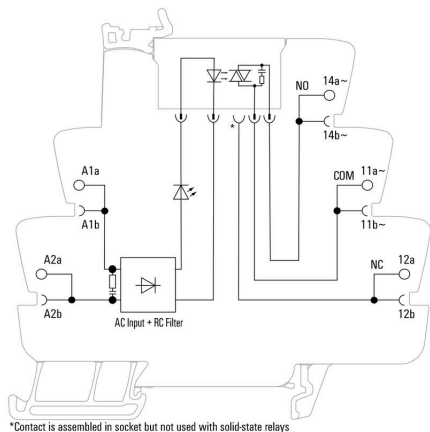 14a~
NO
14b~
A1a
COM 11a~
A1b
11b~
A2a
NC 12a
A2b
12b
AC Input + RC Filter
*
*Contact is assembled in socket but not used with solid-state relays